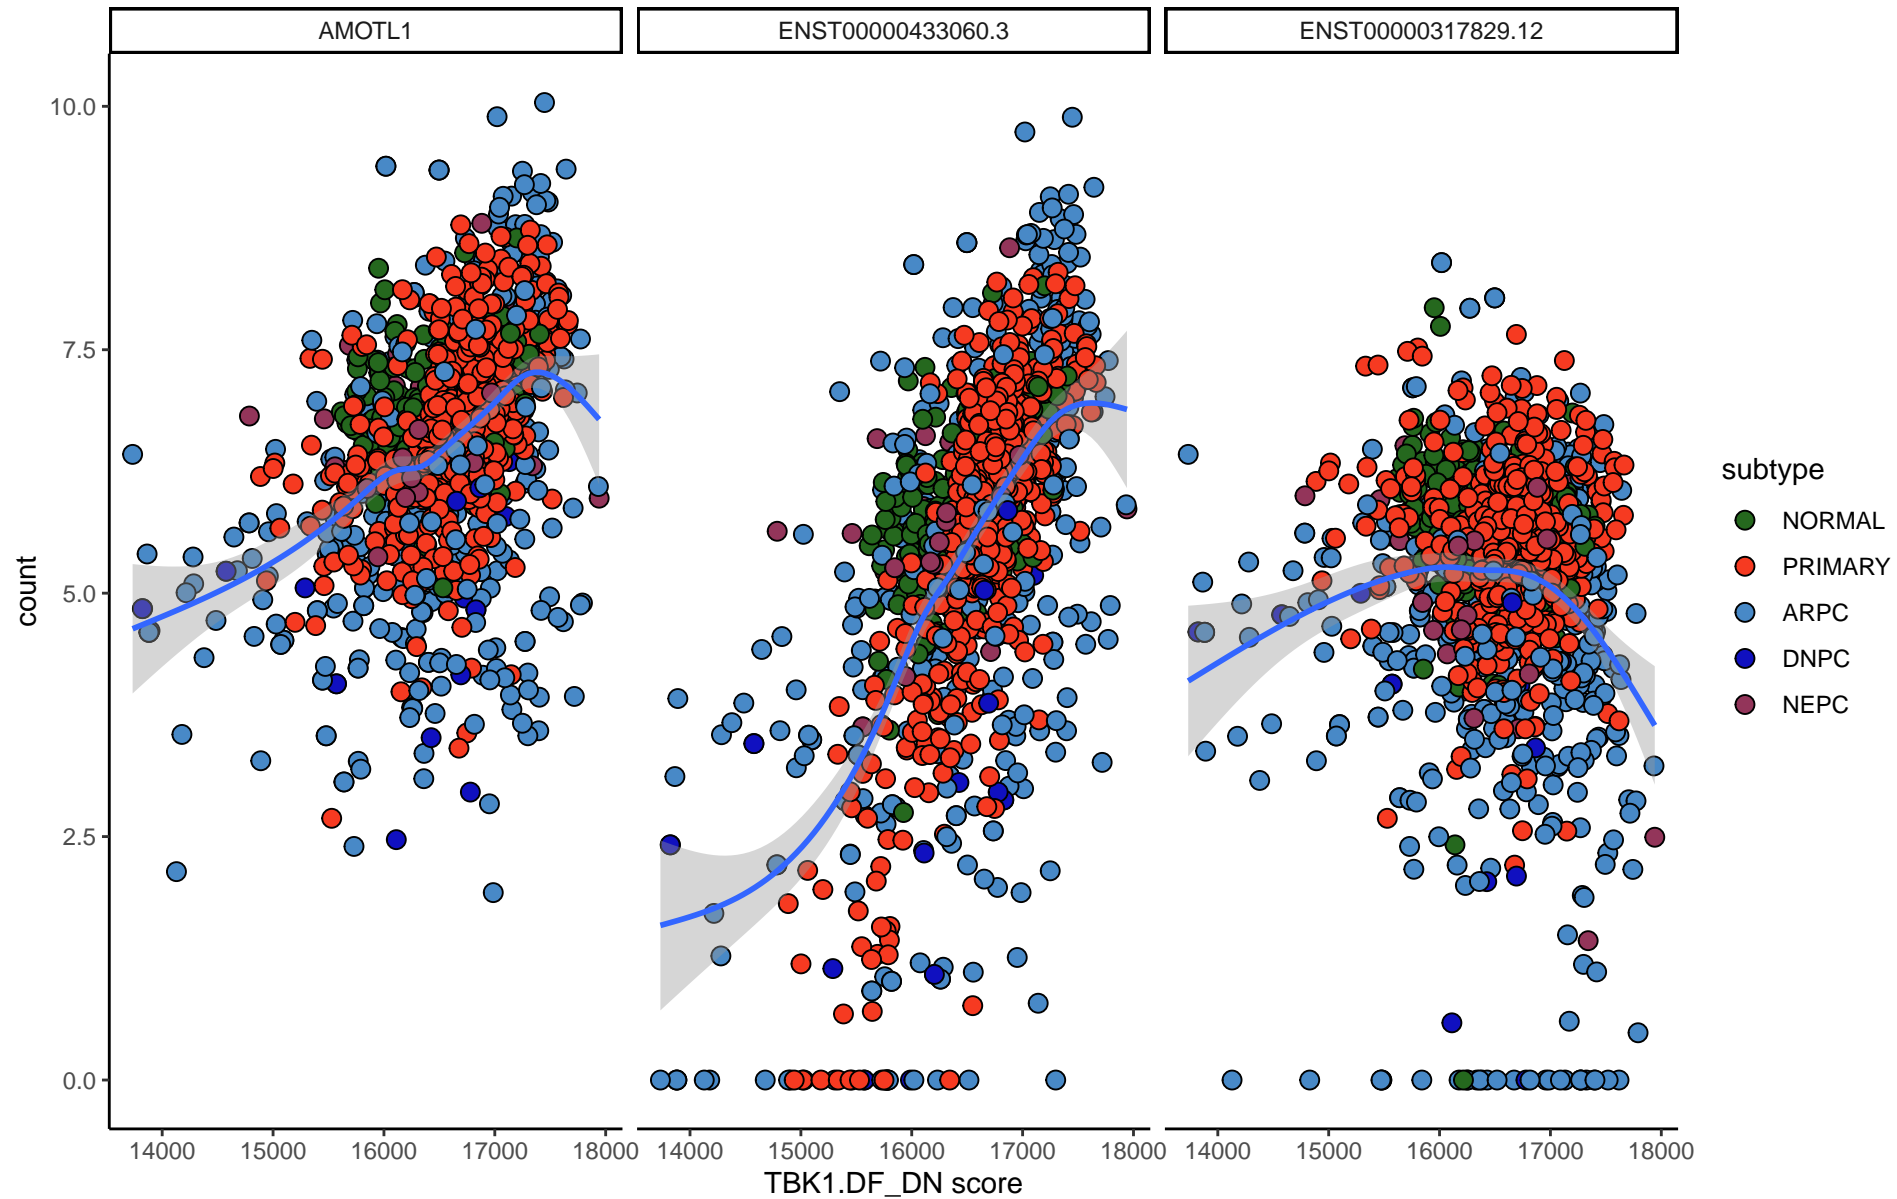 AMOTL1
ENST00000433060.3
ENST00000317829.12
10.0
7.5
5.0
2.5
0.0
count
14000 15000 16000 17000 18000
14000 15000 16000 17000 18000
14000 15000 16000 17000 18000
TBK1.DF_DN score
subtype
NORMAL
PRIMARY
ARPC
DNPC
NEPC